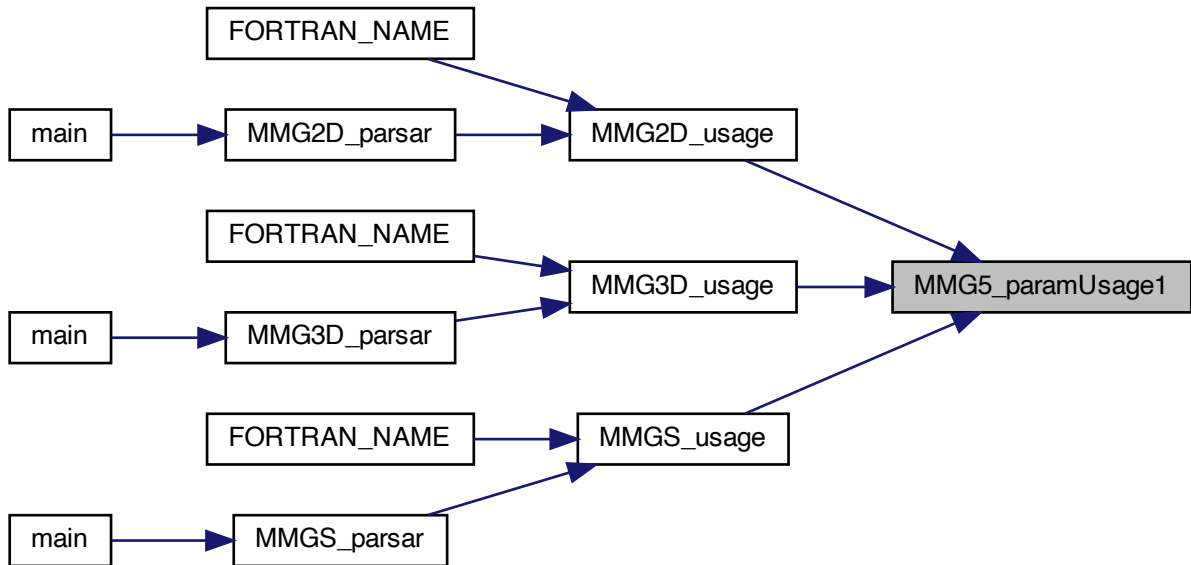 FORTRAN_NAME
main
MMG2D_parsar
MMG2D_usage
FORTRAN_NAME
MMG3D_usage
MMG5_paramUsage1
main
MMG3D_parsar
FORTRAN_NAME
MMGS_usage
main
MMGS_parsar